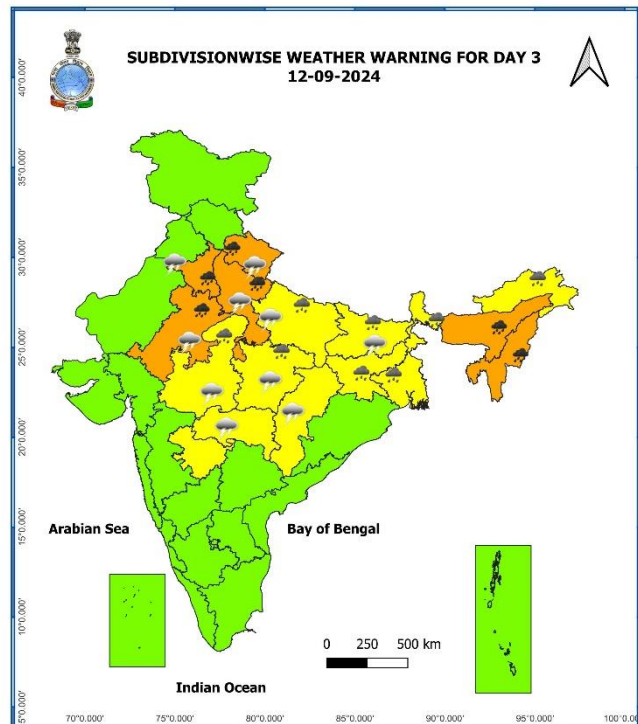 SUBDIVISIONWISE WEATHER WARNING FOR DAY 3
12-09-2024
40°0.000'
35°0.000'
30°0.000'
25°0.000'
20°0.000'
15°0.000'
10°0.000'
5°0.000'
Arabian Sea
Bay of Bengal
0 250 500 km
Indian Ocean
70°0.000' 75°0.000' 80°0.000' 85°0.000' 90°0.000' 95°0.000' 100°0.0